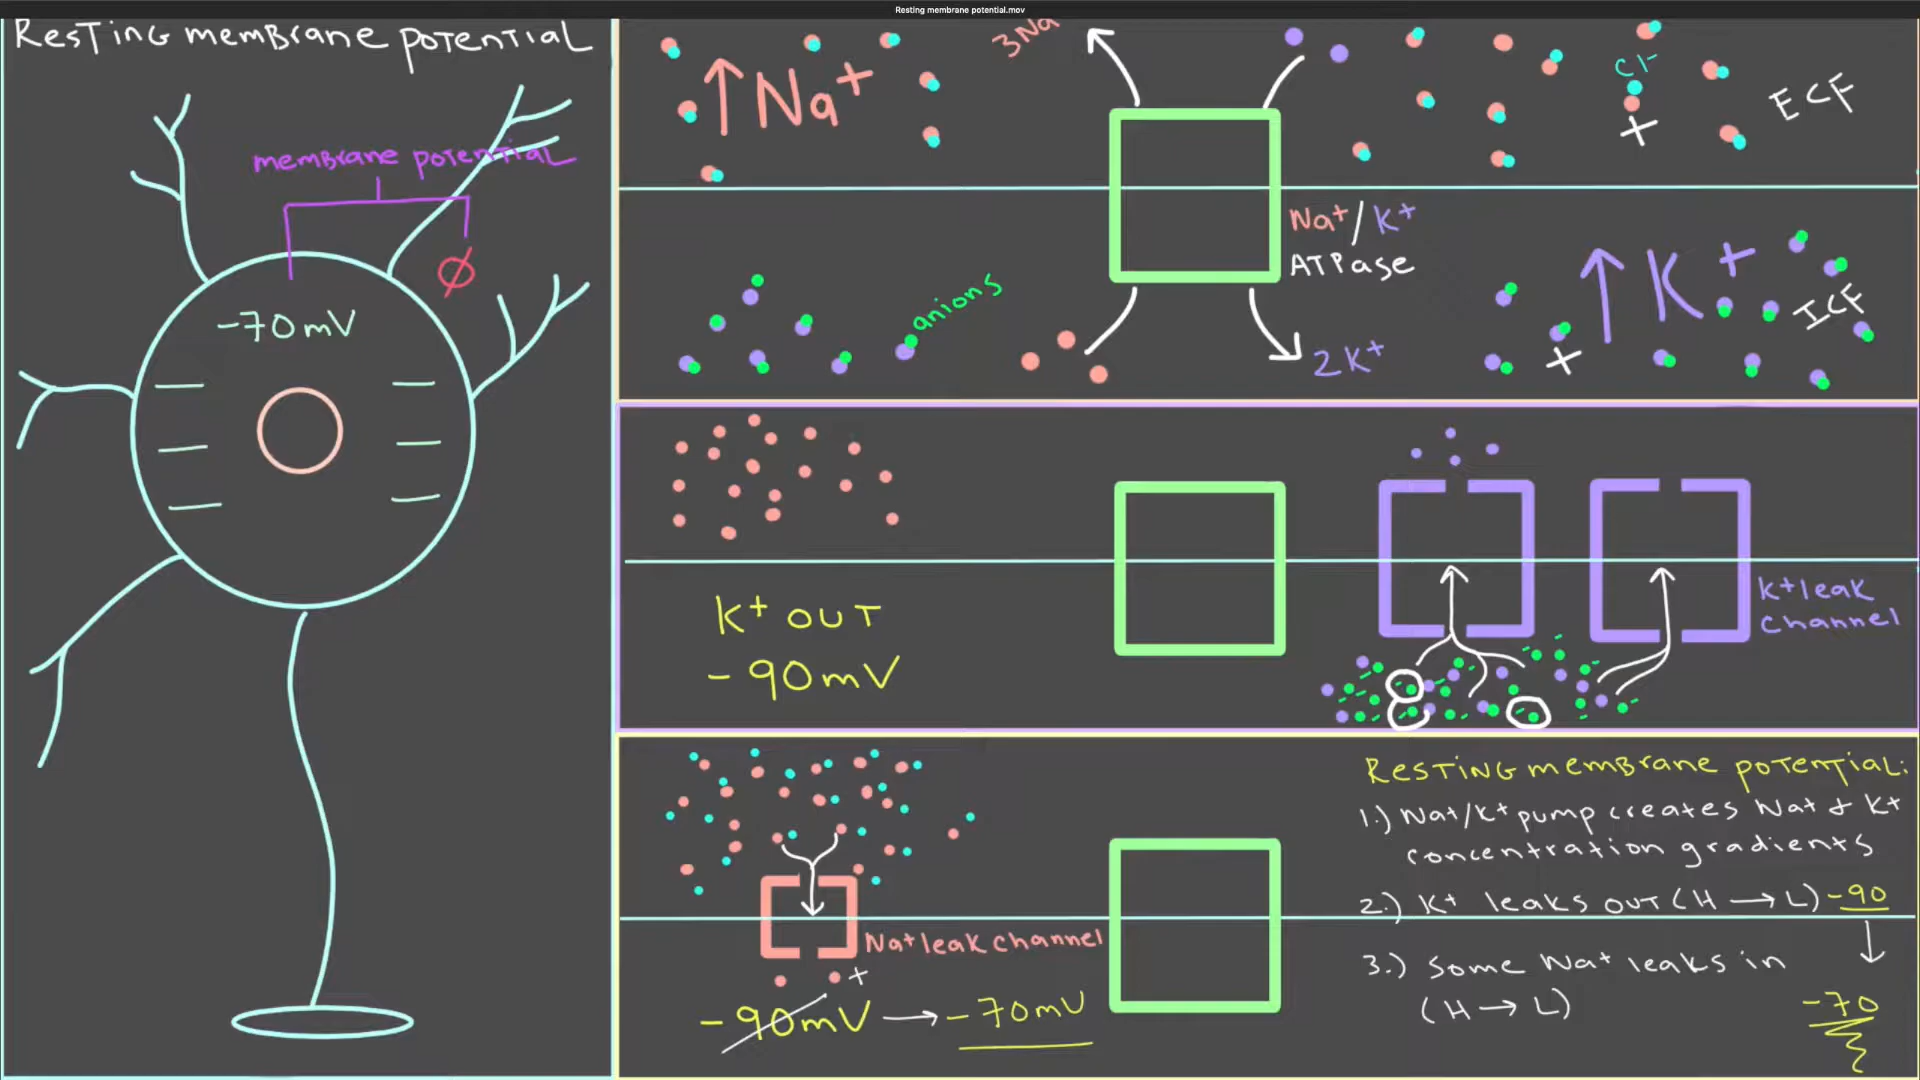 Resting membrane potential.mov
Resting membrane potential
membrane potential
Ø
-70mV
3Na
↑Na+
Cl-
+
ECF
Na+/K+
ATPase
anions
2K+
↑K+
ICF
+
K+ OUT
-90mV
K+ leak
channel
Na+ leak channel
+
-90mV → -70mV
Resting membrane potential:
1.) Na+/K+ pump creates Na+ & K+
concentration gradients
2.) K+ leaks out (H → L) -90
3.) Some Na+ leaks in
(H → L)
-70